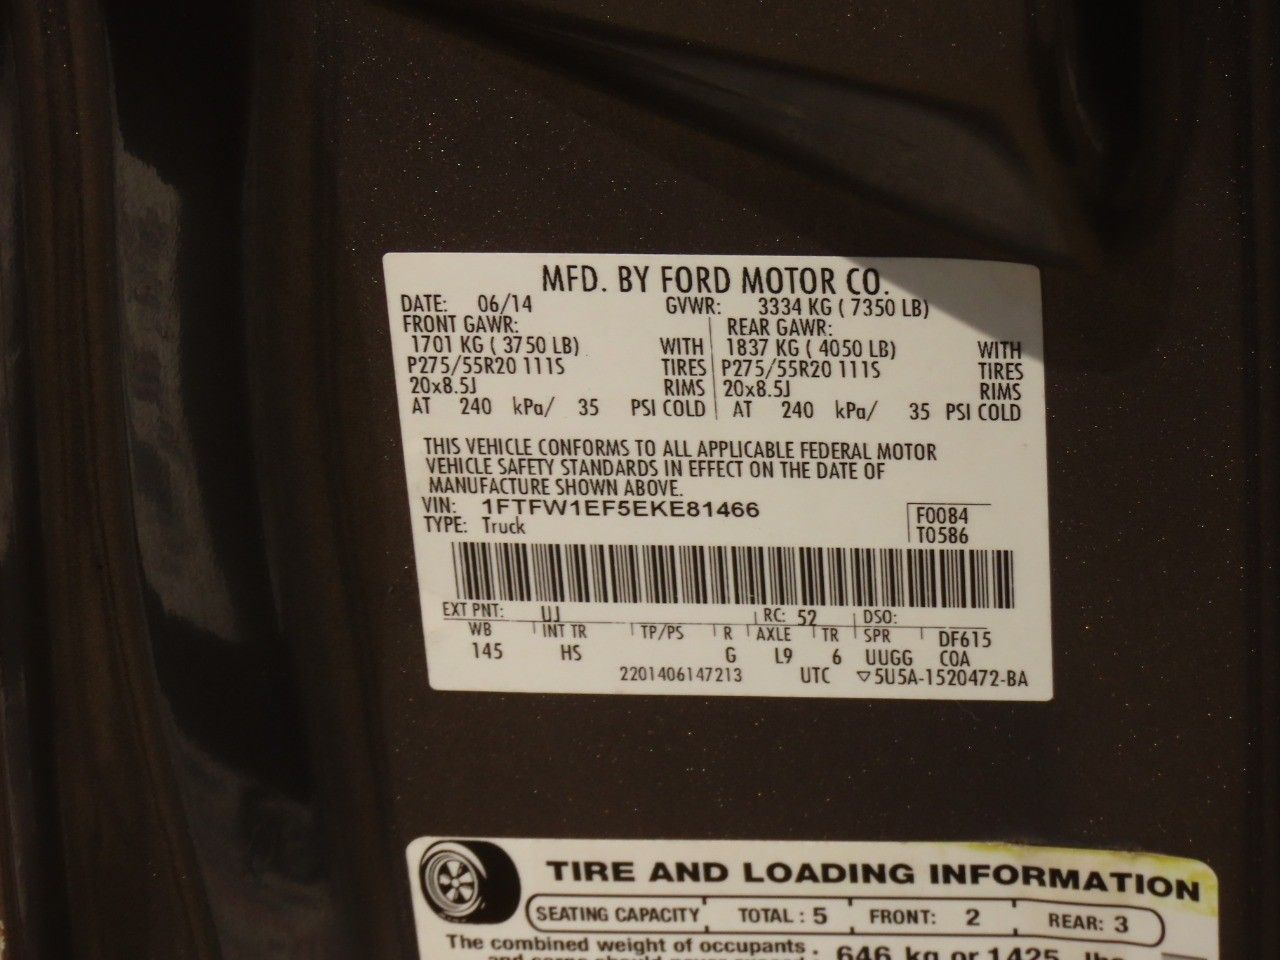 MFD. BY FORD MOTOR CO.
DATE: 06/14 GVWR: 3334 KG ( 7350 LB)
FRONT GAWR: REAR GAWR:
1701 KG ( 3750 LB) WITH 1837 KG ( 4050 LB) WITH
P275/55R20 111S TIRES P275/55R20 111S TIRES
20x8.5J RIMS 20x8.5J RIMS
AT 240 kPa/ 35 PSI COLD AT 240 kPa/ 35 PSI COLD
THIS VEHICLE CONFORMS TO ALL APPLICABLE FEDERAL MOTOR
VEHICLE SAFETY STANDARDS IN EFFECT ON THE DATE OF
MANUFACTURE SHOWN ABOVE.
VIN: 1FTFW1EF5EKE81466 F0084
TYPE: Truck T0586
EXT PNT: UJ RC: 52 DSO:
WB INT TR TP/PS R AXLE TR SPR DF615
145 HS G L9 6 UUGG COA
2201406147213 UTC ▽5U5A-1520472-BA
TIRE AND LOADING INFORMATION
SEATING CAPACITY TOTAL : 5 FRONT: 2 REAR: 3
The combined weight of occupants : 646 kg or 1425 lbs
and cargo should never exceed